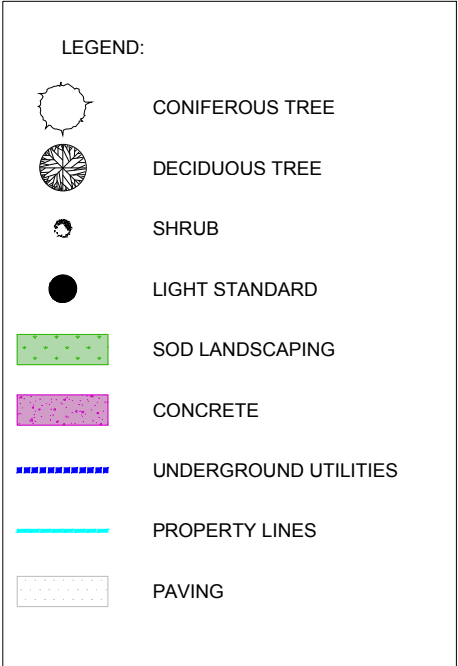 LEGEND:
CONIFEROUS TREE
DECIDUOUS TREE
SHRUB
LIGHT STANDARD
SOD LANDSCAPING
CONCRETE
UNDERGROUND UTILITIES
PROPERTY LINES
PAVING